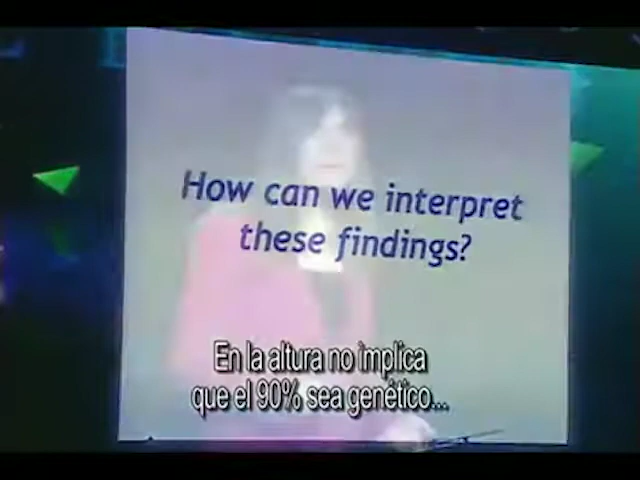 How can we interpret
these findings?
En la altura no implica
que el 90% sea genético...